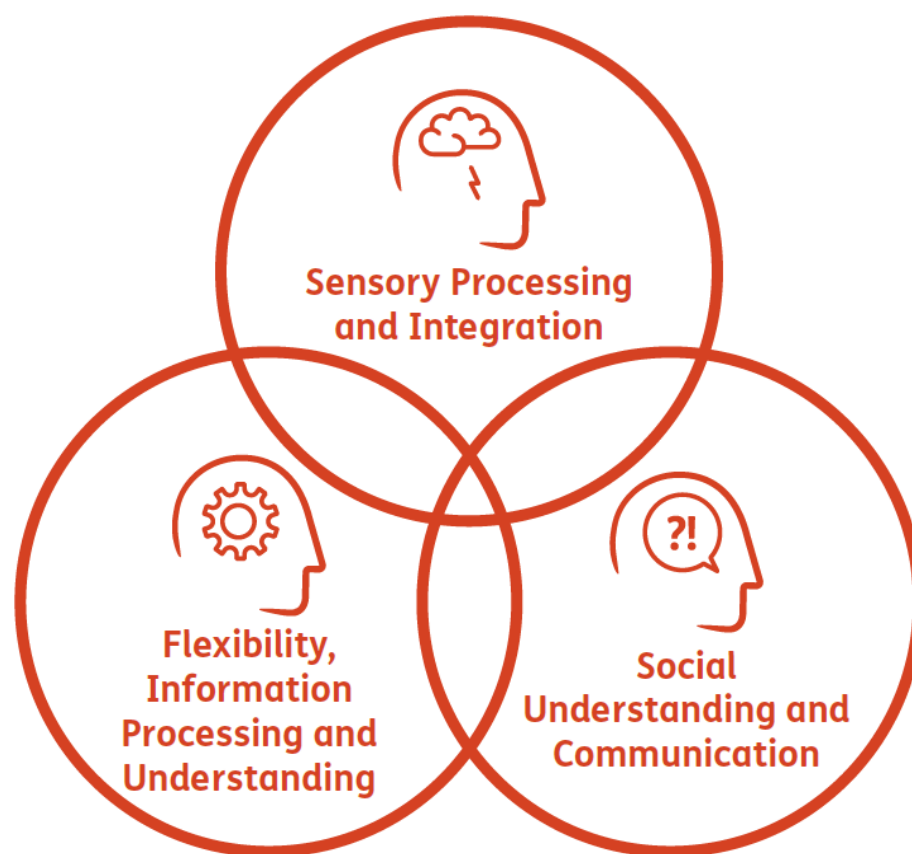 Sensory Processing
and Integration
?!
Flexibility,
Information
Processing and
Understanding
Social
Understanding and
Communication